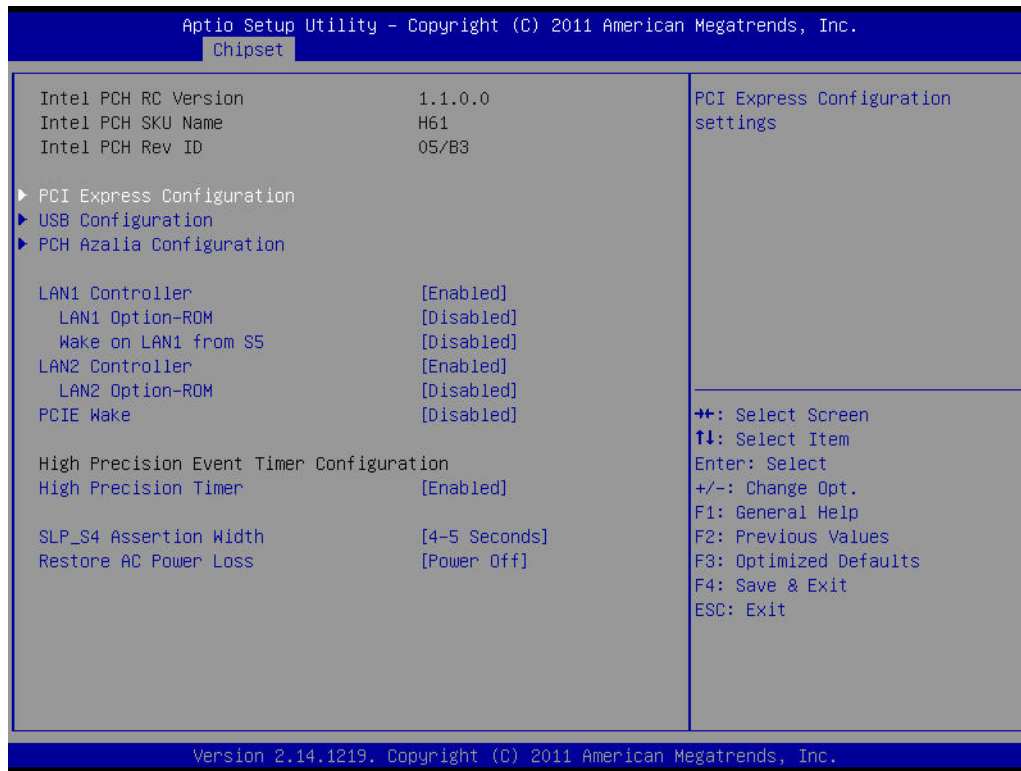 Aptio Setup Utility – Copyright (C) 2011 American Megatrends, Inc.
Chipset
Intel PCH RC Version 1.1.0.0
Intel PCH SKU Name H61
Intel PCH Rev ID 05/B3
▶ PCI Express Configuration
▶ USB Configuration
▶ PCH Azalia Configuration
LAN1 Controller [Enabled]
LAN1 Option-ROM [Disabled]
Wake on LAN1 from S5 [Disabled]
LAN2 Controller [Enabled]
LAN2 Option-ROM [Disabled]
PCIE Wake [Disabled]
High Precision Event Timer Configuration
High Precision Timer [Enabled]
SLP_S4 Assertion Width [4-5 Seconds]
Restore AC Power Loss [Power Off]
PCI Express Configuration
settings
→←: Select Screen
↑↓: Select Item
Enter: Select
+/-: Change Opt.
F1: General Help
F2: Previous Values
F3: Optimized Defaults
F4: Save & Exit
ESC: Exit
Version 2.14.1219. Copyright (C) 2011 American Megatrends, Inc.